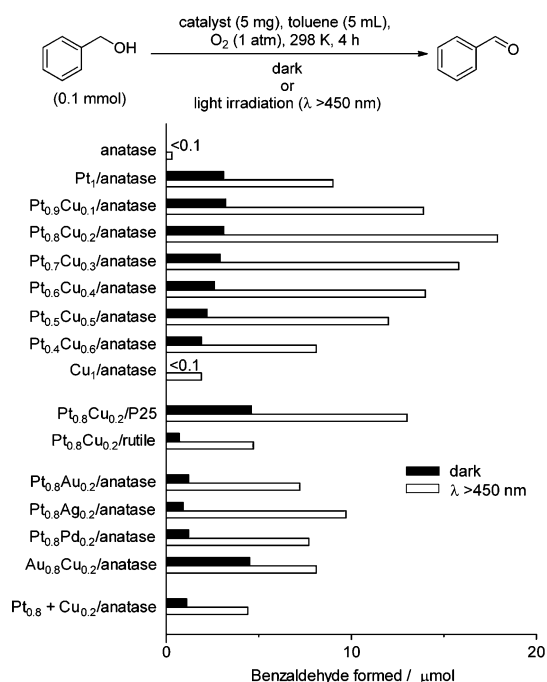 catalyst (5 mg), toluene (5 mL),
O₂ (1 atm), 298 K, 4 h
OH
O
(0.1 mmol)
dark
or
light irradiation (λ >450 nm)
anatase
<0.1
Pt₁/anatase
Pt₀.₉Cu₀.₁/anatase
Pt₀.₈Cu₀.₂/anatase
Pt₀.₇Cu₀.₃/anatase
Pt₀.₆Cu₀.₄/anatase
Pt₀.₅Cu₀.₅/anatase
Pt₀.₄Cu₀.₆/anatase
Cu₁/anatase
<0.1
Pt₀.₈Cu₀.₂/P25
Pt₀.₈Cu₀.₂/rutile
Pt₀.₈Au₀.₂/anatase
Pt₀.₈Ag₀.₂/anatase
Pt₀.₈Pd₀.₂/anatase
Au₀.₈Cu₀.₂/anatase
Pt₀.₈ + Cu₀.₂/anatase
dark
λ >450 nm
0 10 20
Benzaldehyde formed / μmol